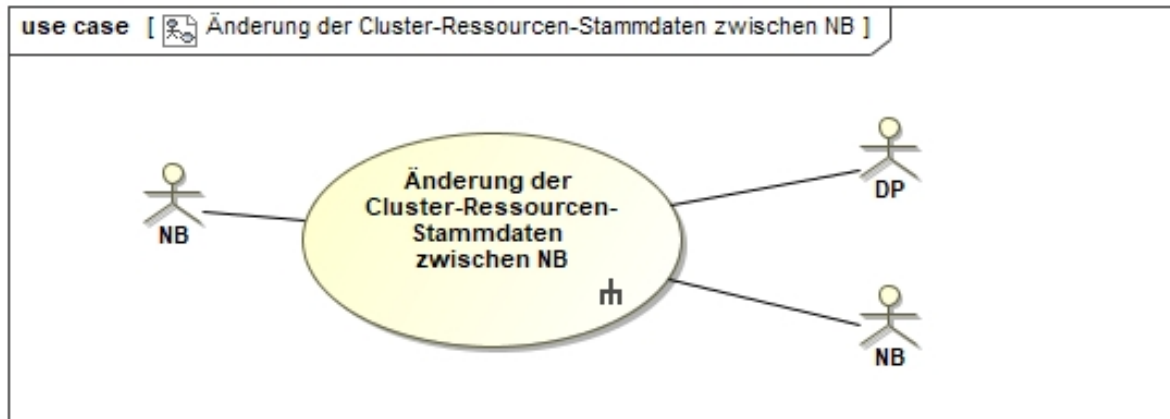 use case [ Änderung der Cluster-Ressourcen-Stammdaten zwischen NB ]
Änderung der
Cluster-Ressourcen-
Stammdaten
zwischen NB
NB
DP
NB